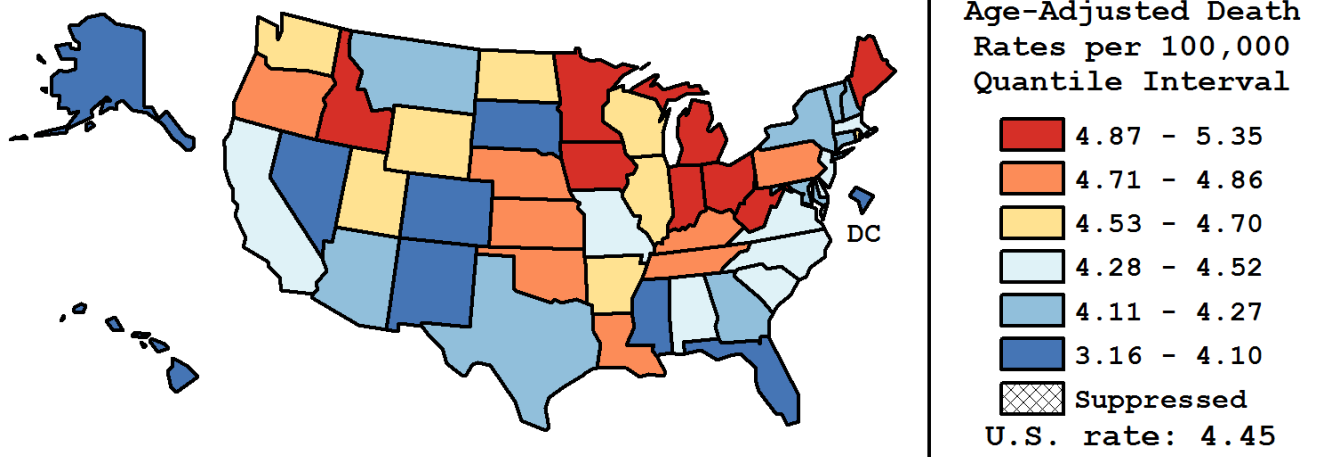 Age-Adjusted Death
Rates per 100,000
Quantile Interval
4.87 - 5.35
4.71 - 4.86
4.53 - 4.70
4.28 - 4.52
4.11 - 4.27
3.16 - 4.10
Suppressed
U.S. rate: 4.45
DC